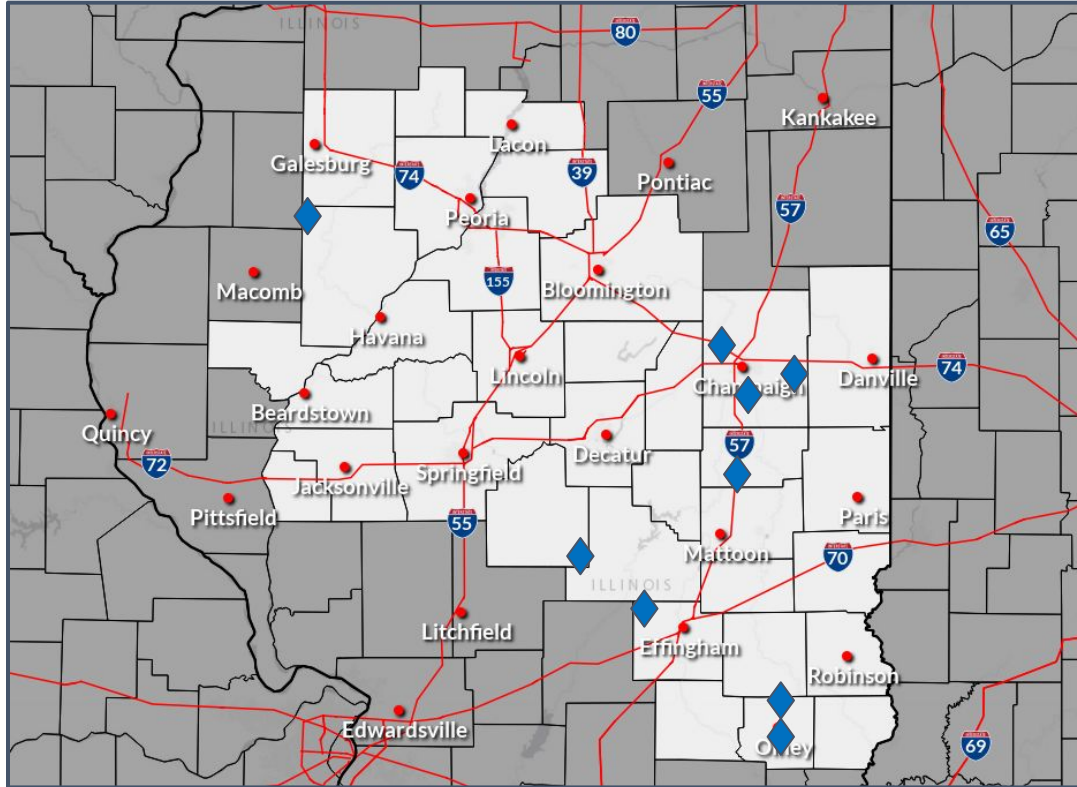 ILLINOIS
80
55
Kankakee
Lacon
Galesburg
74
39
Pontiac
Peoria
57
65
Macomb
155
Bloomington
Havana
Lincoln
Champaign
Danville
74
Beardstown
Quincy
ILLINOIS
57
Decatur
72
Springfield
Jacksonville
Pittsfield
Paris
55
Mattoon
70
ILLINOIS
Litchfield
Effingham
Robinson
Edwardsville
Olney
69